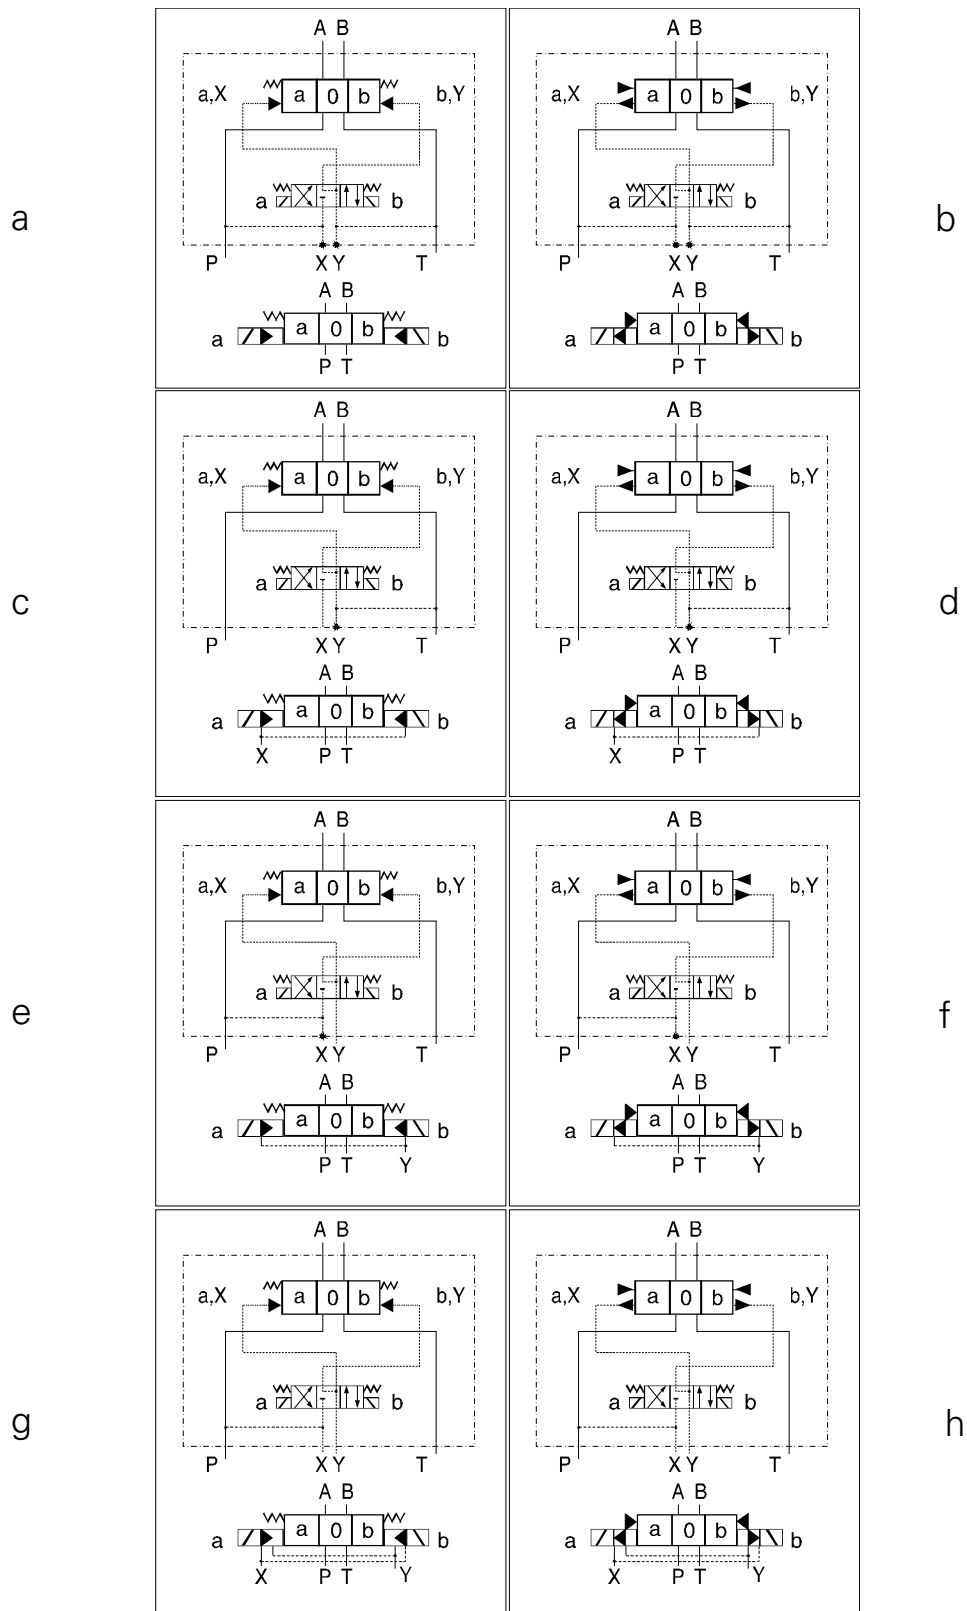 A B A B
a,X a 0 b b,Y a,X a 0 b b,Y
a b a b
a b
P X Y T P X Y T
A B A B
a a 0 b b a a 0 b b
P T P T
A B A B
a,X a 0 b b,Y a,X a 0 b b,Y
a b a b
c d
P X Y T P X Y T
A B A B
a a 0 b b a a 0 b b
X P T X P T
A B A B
a,X a 0 b b,Y a,X a 0 b b,Y
a b a b
e f
P X Y T P X Y T
A B A B
a a 0 b b a a 0 b b
P T Y P T Y
A B A B
a,X a 0 b b,Y a,X a 0 b b,Y
a b a b
g h
P X Y T P X Y T
A B A B
a a 0 b b a a 0 b b
X P T Y X P T Y